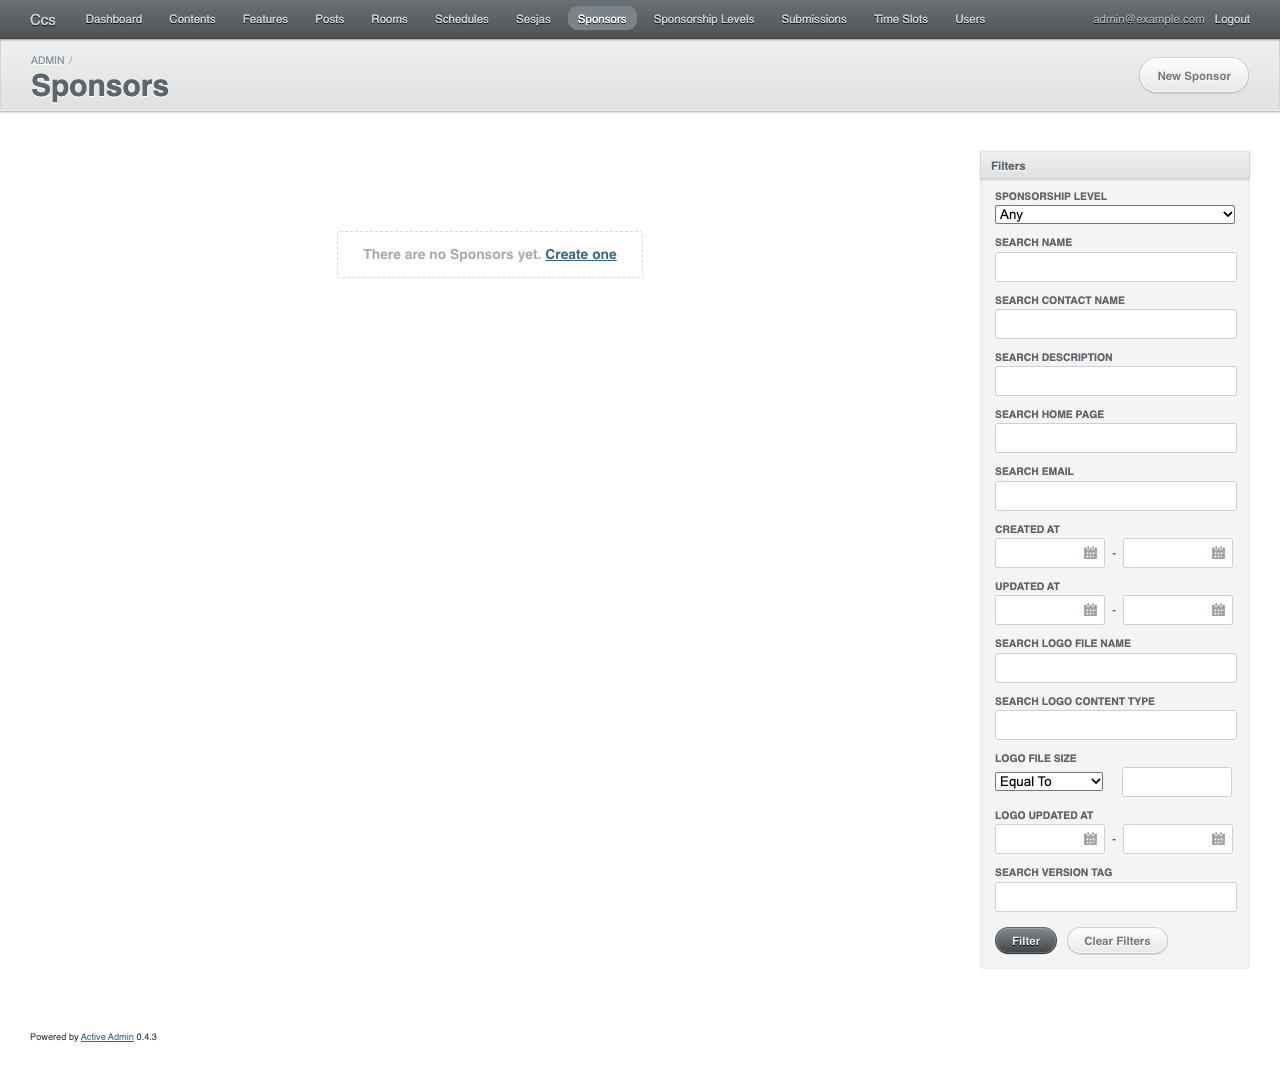 Ccs Dashboard Contents Features Posts Rooms Schedules Sesjas Sponsors Sponsorship Levels Submissions Time Slots Users admin@example.com Logout
ADMIN /
Sponsors
New Sponsor
There are no Sponsors yet. Create one
Filters
SPONSORSHIP LEVEL
Any
SEARCH NAME
SEARCH CONTACT NAME
SEARCH DESCRIPTION
SEARCH HOME PAGE
SEARCH EMAIL
CREATED AT
-
UPDATED AT
-
SEARCH LOGO FILE NAME
SEARCH LOGO CONTENT TYPE
LOGO FILE SIZE
Equal To
LOGO UPDATED AT
-
SEARCH VERSION TAG
Filter Clear Filters
Powered by Active Admin 0.4.3